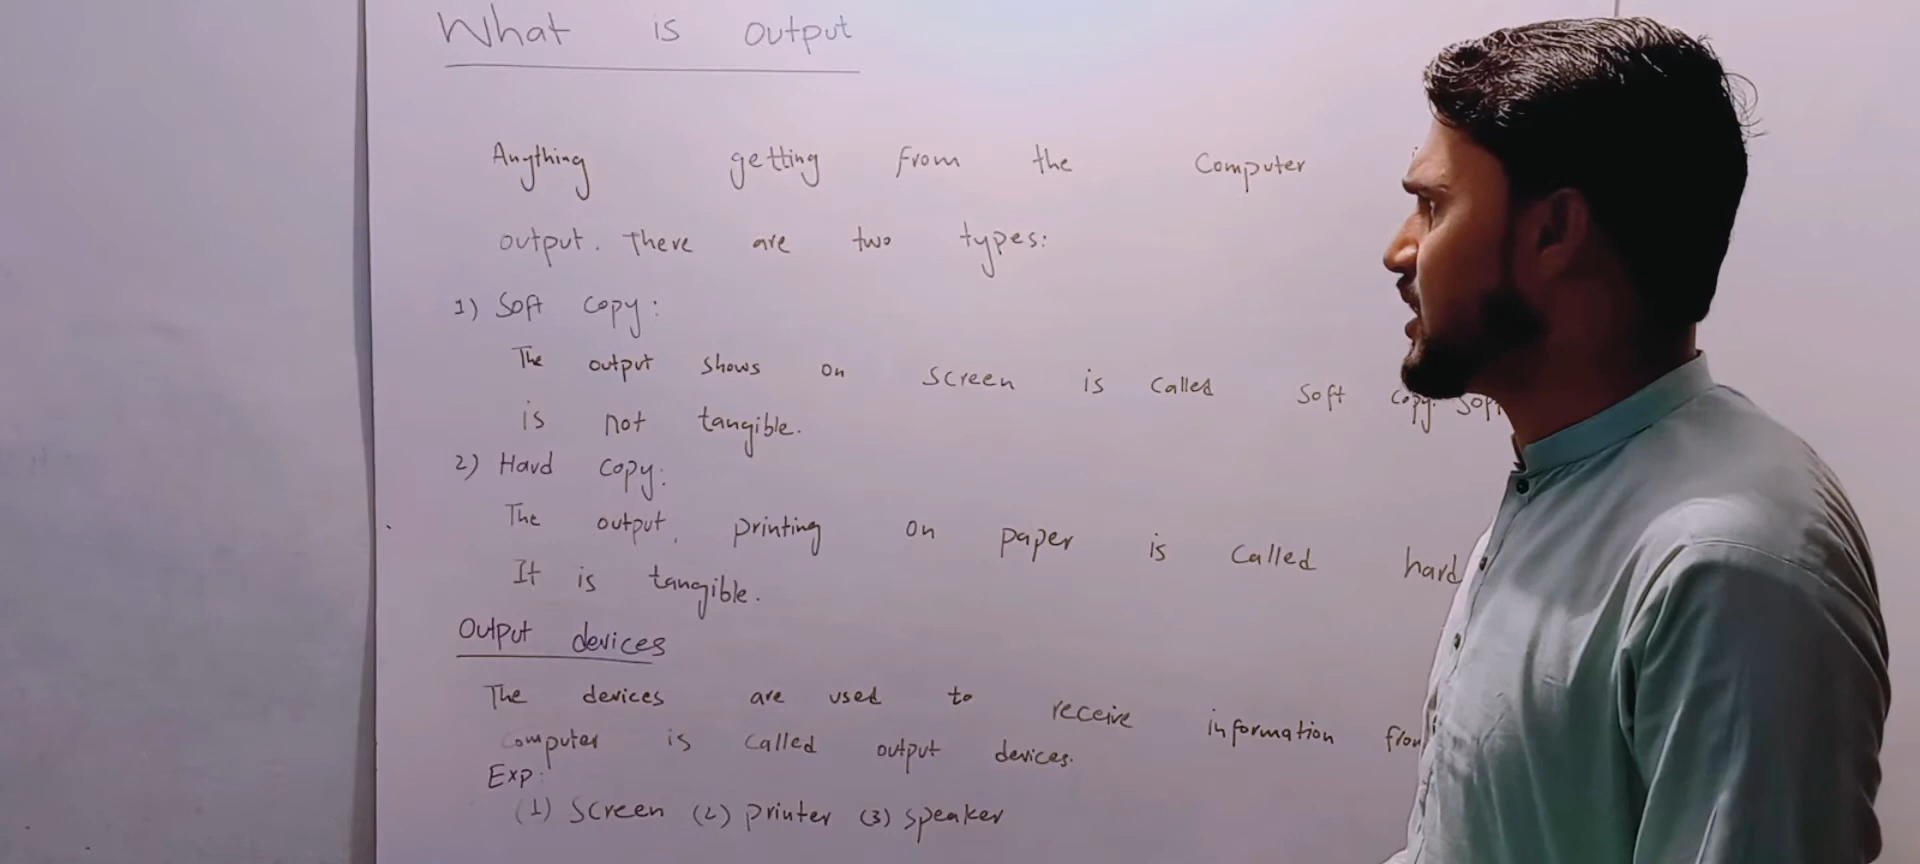 What is output
Anything getting from the Computer
output. There are two types:
1) Soft copy:
The output shows on screen is called soft copy. Soft
is not tangible.
2) Hard copy:
The output, printing on paper is called hard
It is tangible.
Output devices
The devices are used to receive information from
computer is called output devices.
Exp:
(1) Screen (2) printer (3) speaker